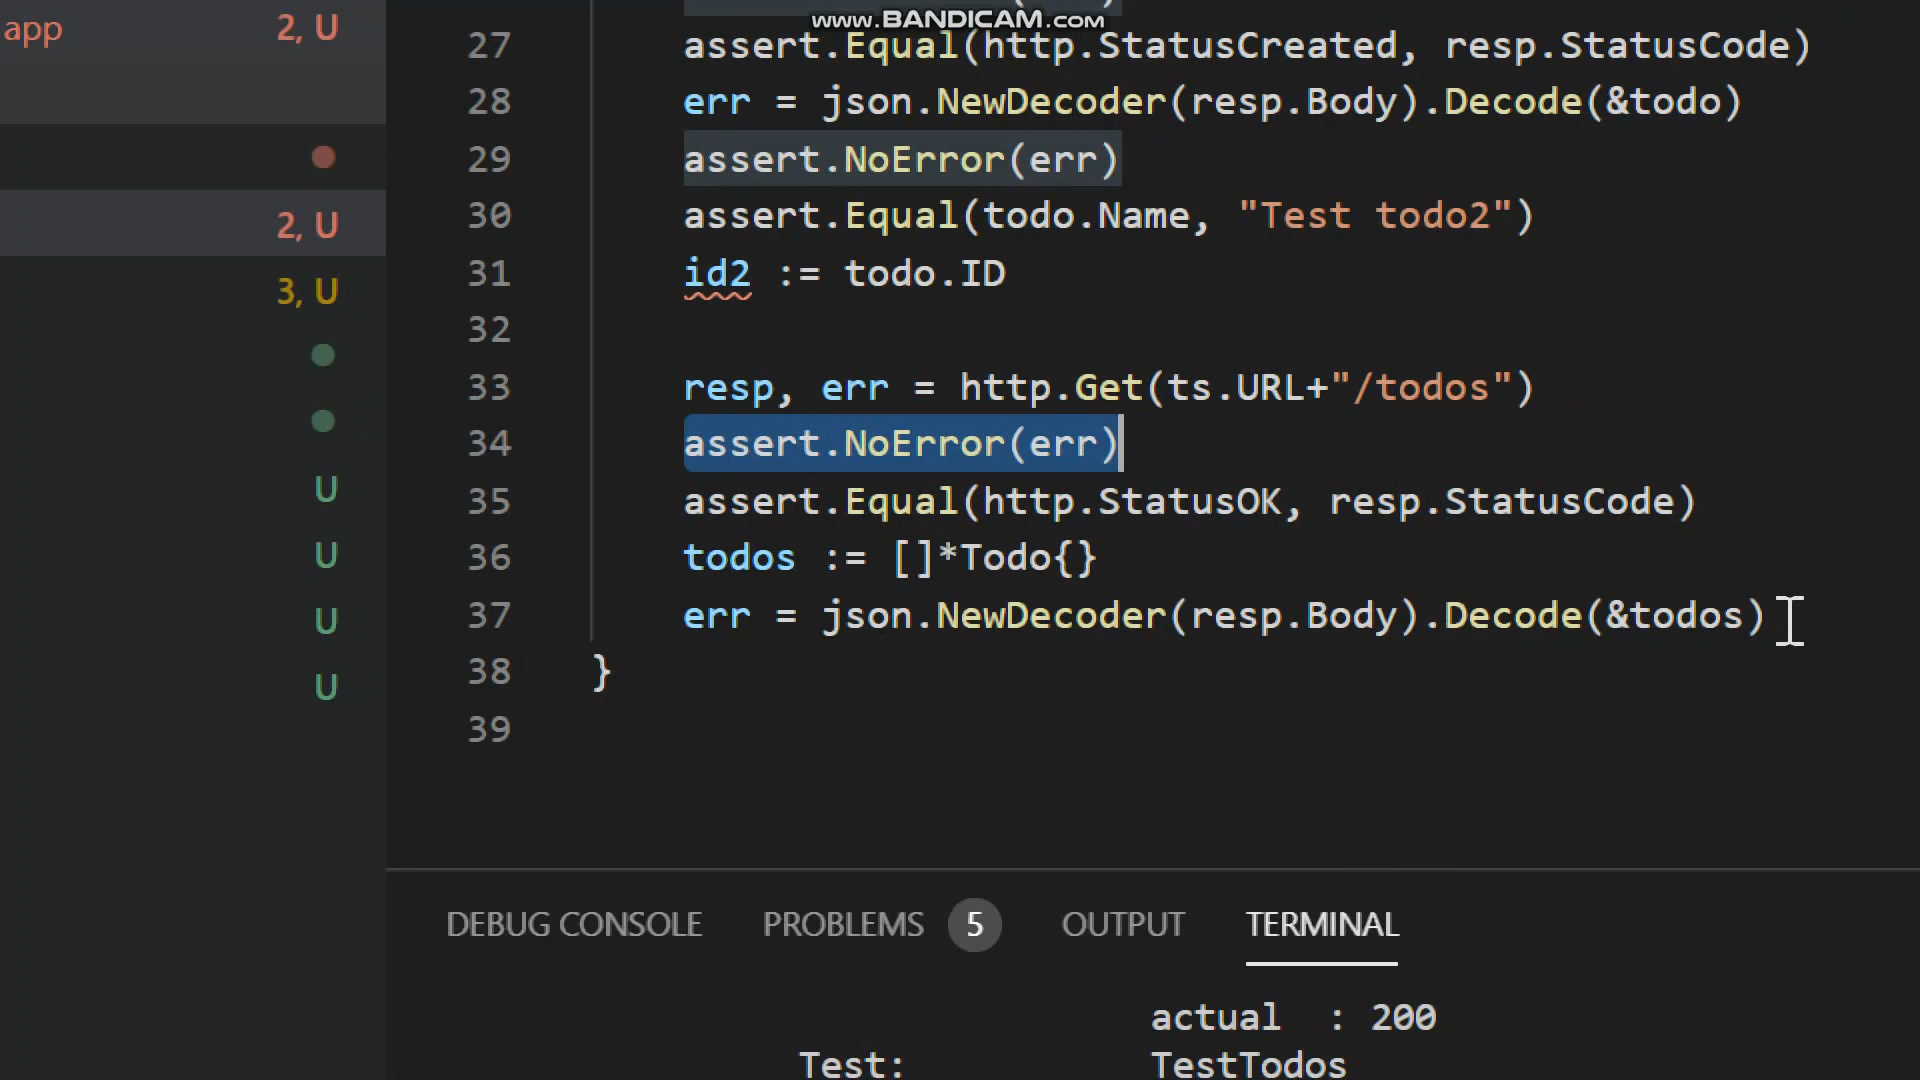 www.BANDICAM.com
app 2, U
27 assert.Equal(http.StatusCreated, resp.StatusCode)
28 err = json.NewDecoder(resp.Body).Decode(&todo)
29 assert.NoError(err)
2, U
30 assert.Equal(todo.Name, "Test todo2")
3, U
31 id2 := todo.ID
32
33 resp, err = http.Get(ts.URL+"/todos")
34 assert.NoError(err)
U
35 assert.Equal(http.StatusOK, resp.StatusCode)
U
36 todos := []*Todo{}
U
37 err = json.NewDecoder(resp.Body).Decode(&todos)
U
38 }
39
DEBUG CONSOLE PROBLEMS 5 OUTPUT TERMINAL
actual : 200
Test: TestTodos